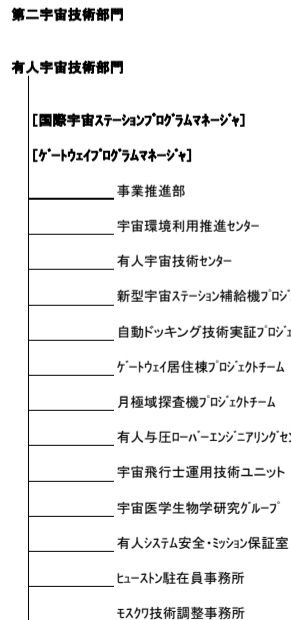 第二宇宙技術部門
有人宇宙技術部門
[国際宇宙ステーションプログラムマネージャ]
[ゲートウェイプログラムマネージャ]
事業推進部
宇宙環境利用推進センター
有人宇宙技術センター
新型宇宙ステーション補給機プロジ
自動ドッキング技術実証プロジェ
ゲートウェイ居住棟プロジェクトチーム
月極域探査機プロジェクトチーム
有人与圧ローバーエンジニアリングセン
宇宙飛行士運用技術ユニット
宇宙医学生物学研究グループ
有人システム安全・ミッション保証室
ヒューストン駐在員事務所
モスクワ技術調整事務所